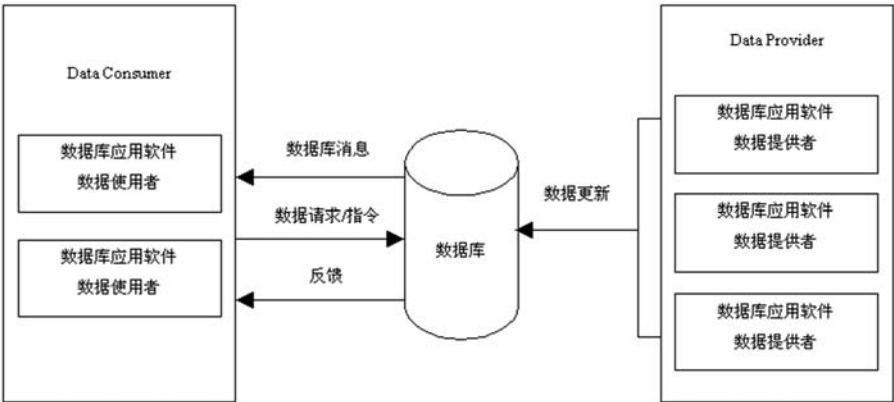 Data Consumer
数据库应用软件
数据使用者
数据库应用软件
数据使用者
数据库消息
数据请求/指令
反馈
数据库
数据更新
Data Provider
数据库应用软件
数据提供者
数据库应用软件
数据提供者
数据库应用软件
数据提供者